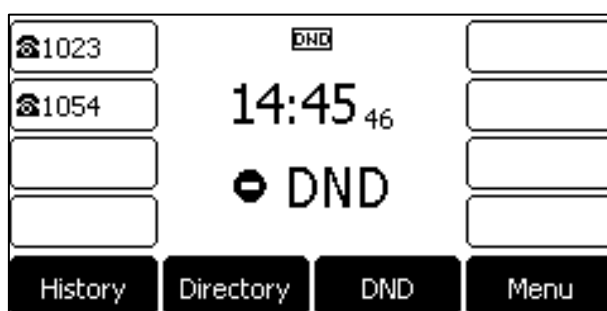 1023
DND
1054
14:45 46
DND
History Directory DND Menu